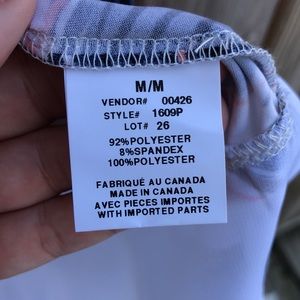 M/M
VENDOR# 00426
STYLE# 1609P
LOT# 26
92%POLYESTER
8%SPANDEX
100%POLYESTER
FABRIQUÉ AU CANADA
MADE IN CANADA
AVEC PIECES IMPORTES
WITH IMPORTED PARTS